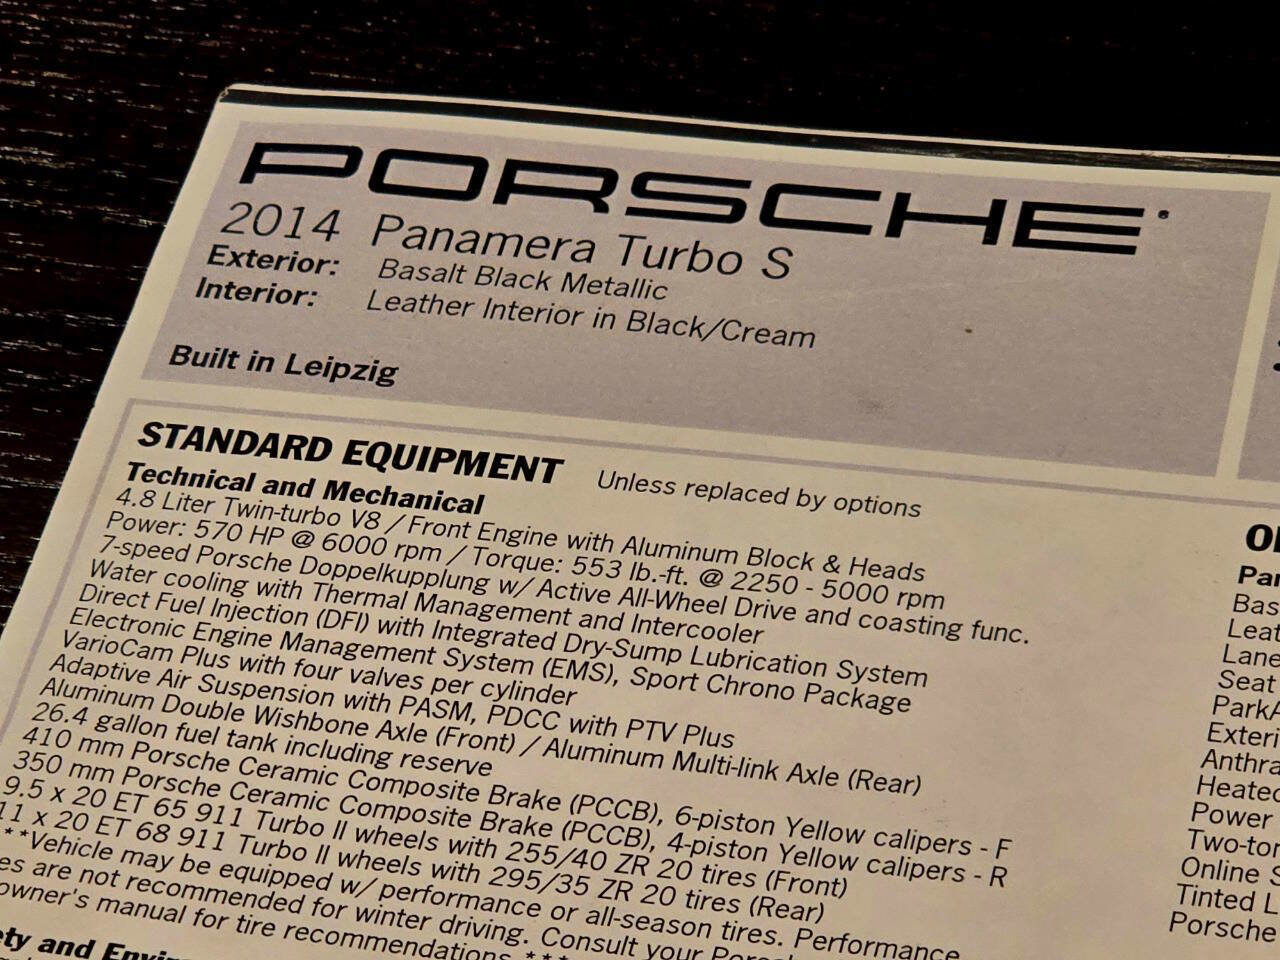 PORSCHE
2014 Panamera Turbo S
Exterior: Basalt Black Metallic
Interior: Leather Interior in Black/Cream
Built in Leipzig
STANDARD EQUIPMENT Unless replaced by options
Technical and Mechanical
4.8 Liter Twin-turbo V8 / Front Engine with Aluminum Block & Heads
Power: 570 HP @ 6000 rpm / Torque: 553 lb.-ft. @ 2250 - 5000 rpm
7-speed Porsche Doppelkupplung w/ Active All-Wheel Drive and coasting func.
Water cooling with Thermal Management and Intercooler
Direct Fuel Injection (DFI) with Integrated Dry-Sump Lubrication System
Electronic Engine Management System (EMS), Sport Chrono Package
VarioCam Plus with four valves per cylinder
Adaptive Air Suspension with PASM, PDCC with PTV Plus
Aluminum Double Wishbone Axle (Front) / Aluminum Multi-link Axle (Rear)
26.4 gallon fuel tank including reserve
410 mm Porsche Ceramic Composite Brake (PCCB), 6-piston Yellow calipers - F
350 mm Porsche Ceramic Composite Brake (PCCB), 4-piston Yellow calipers - R
9.5 x 20 ET 65 911 Turbo II wheels with 255/40 ZR 20 tires (Front)
11 x 20 ET 68 911 Turbo II wheels with 295/35 ZR 20 tires (Rear)
**Vehicle may be equipped w/ performance or all-season tires. Performance
es are not recommended for winter driving. Consult your
owner's manual for tire recommendations.***
ety and
O
Pa
Bas
Leat
Lane
Seat
ParkA
Exteri
Anthra
Heated
Power
Two-to
Online S
Tinted L
Porsche